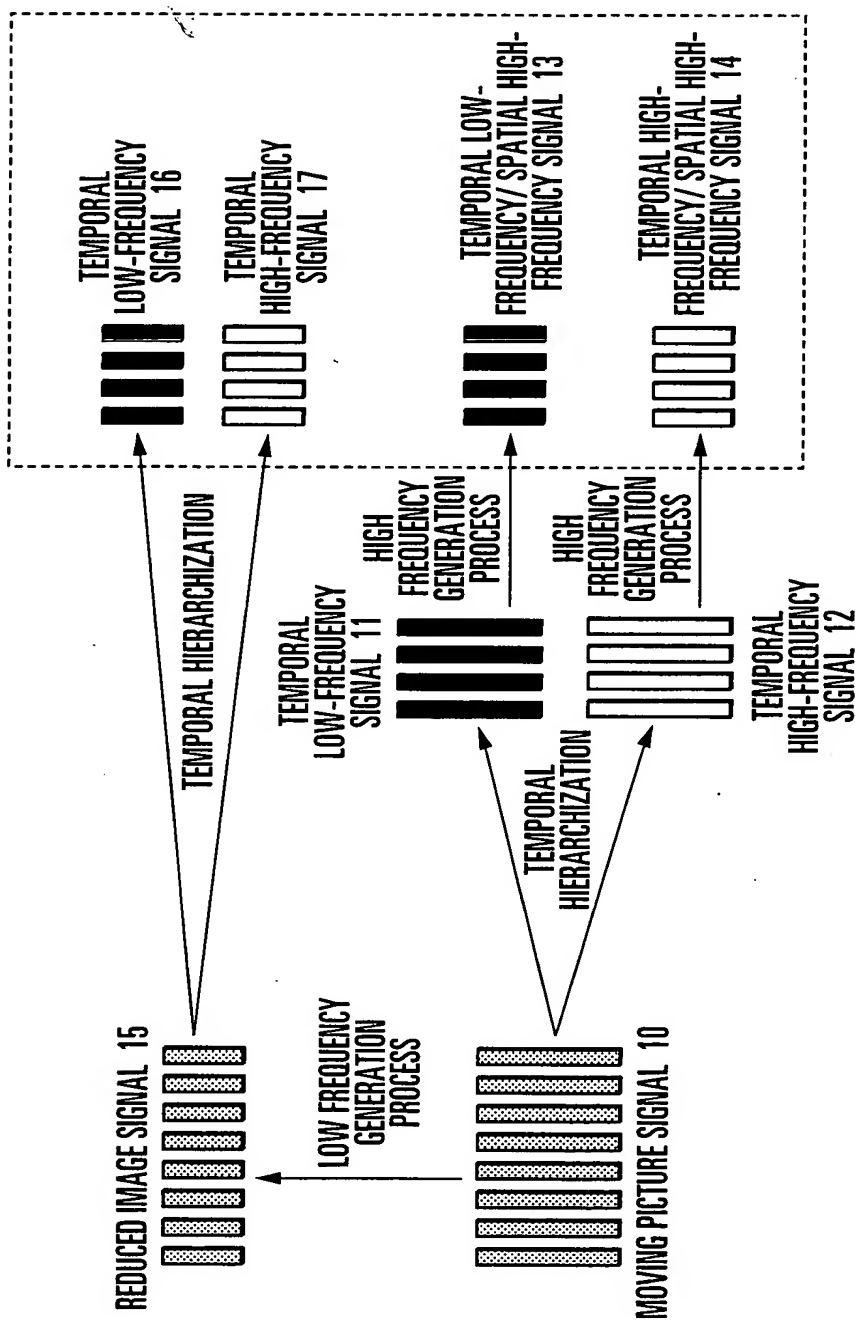 REDUCED IMAGE SIGNAL 15
LOW FREQUENCY
GENERATION
PROCESS
MOVING PICTURE SIGNAL 10
TEMPORAL HIERARCHIZATION
TEMPORAL
HIERARCHIZATION
TEMPORAL
LOW-FREQUENCY
SIGNAL 11
TEMPORAL
HIGH-FREQUENCY
SIGNAL 12
HIGH
FREQUENCY
GENERATION
PROCESS
HIGH
FREQUENCY
GENERATION
PROCESS
TEMPORAL
LOW-FREQUENCY
SIGNAL 16
TEMPORAL
HIGH-FREQUENCY
SIGNAL 17
TEMPORAL LOW-
FREQUENCY/ SPATIAL HIGH-
FREQUENCY SIGNAL 13
TEMPORAL HIGH-
FREQUENCY/ SPATIAL HIGH-
FREQUENCY SIGNAL 14